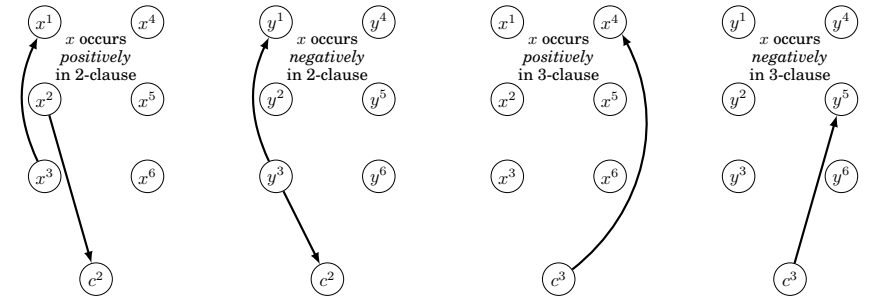 x¹ x⁴ y¹ y⁴ x¹ x⁴ y¹ y⁴
x occurs x occurs x occurs x occurs
positively negatively positively negatively
in 2-clause in 2-clause in 3-clause in 3-clause
x² x⁵ y² y⁵ x² x⁵ y² y⁵
x³ x⁶ y³ y⁶ x³ x⁶ y³ y⁶
c² c² c³ c³